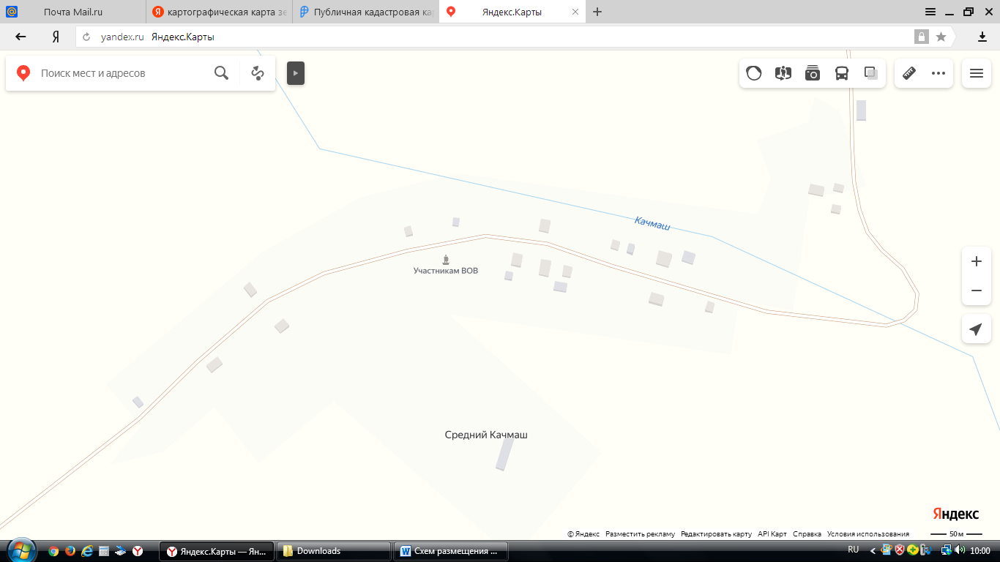 Почта Mail.ru
картографическая карта зе
Публичная кадастровая ка
Яндекс.Карты
Я
yandex.ru Яндекс.Карты
Поиск мест и адресов
Качмаш
Участникам ВОВ
Средний Качмаш
Яндекс
© Яндекс Разместить рекламу Редактировать карту API Карт Справка Условия использования 50 м
Яндекс.Карты — Ян...
Downloads
Схем размещения ...
RU
10:00